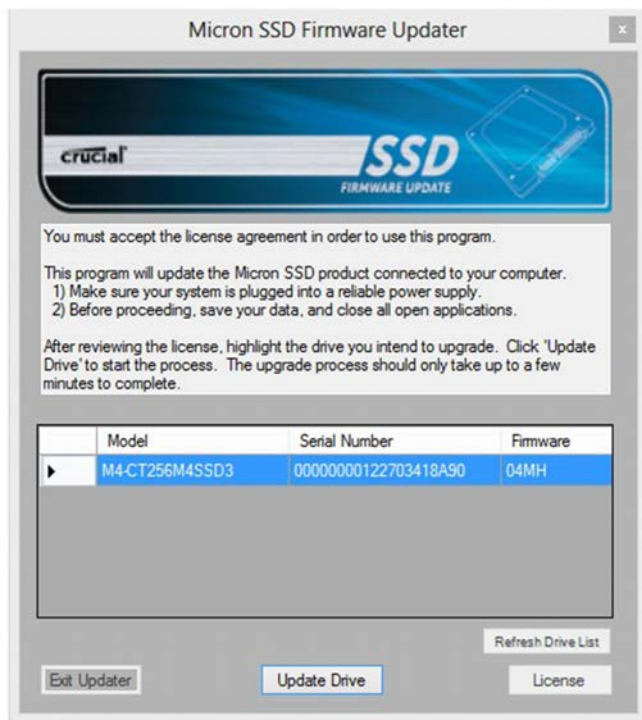 Micron SSD Firmware Updater
x
crucial
SSD
FIRMWARE UPDATE
You must accept the license agreement in order to use this program.
This program will update the Micron SSD product connected to your computer.
1) Make sure your system is plugged into a reliable power supply.
2) Before proceeding, save your data, and close all open applications.
After reviewing the license, highlight the drive you intend to upgrade. Click 'Update
Drive' to start the process. The upgrade process should only take up to a few
minutes to complete.
Model Serial Number Firmware
M4-CT256M4SSD3 00000000122703418A90 04MH
Refresh Drive List
Exit Updater Update Drive License